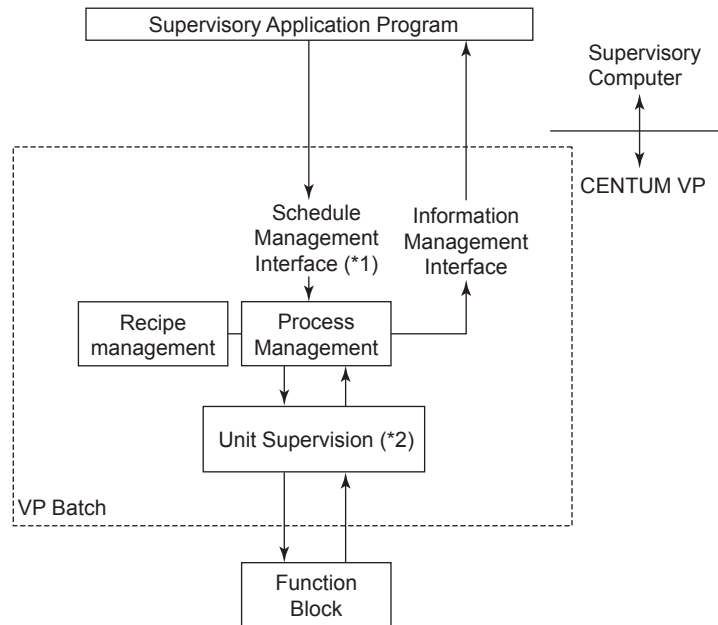 Supervisory Application Program
Supervisory
Computer
CENTUM VP
Schedule
Management
Interface (*1)
Information
Management
Interface
Recipe
management
Process
Management
Unit Supervision (*2)
VP Batch
Function
Block